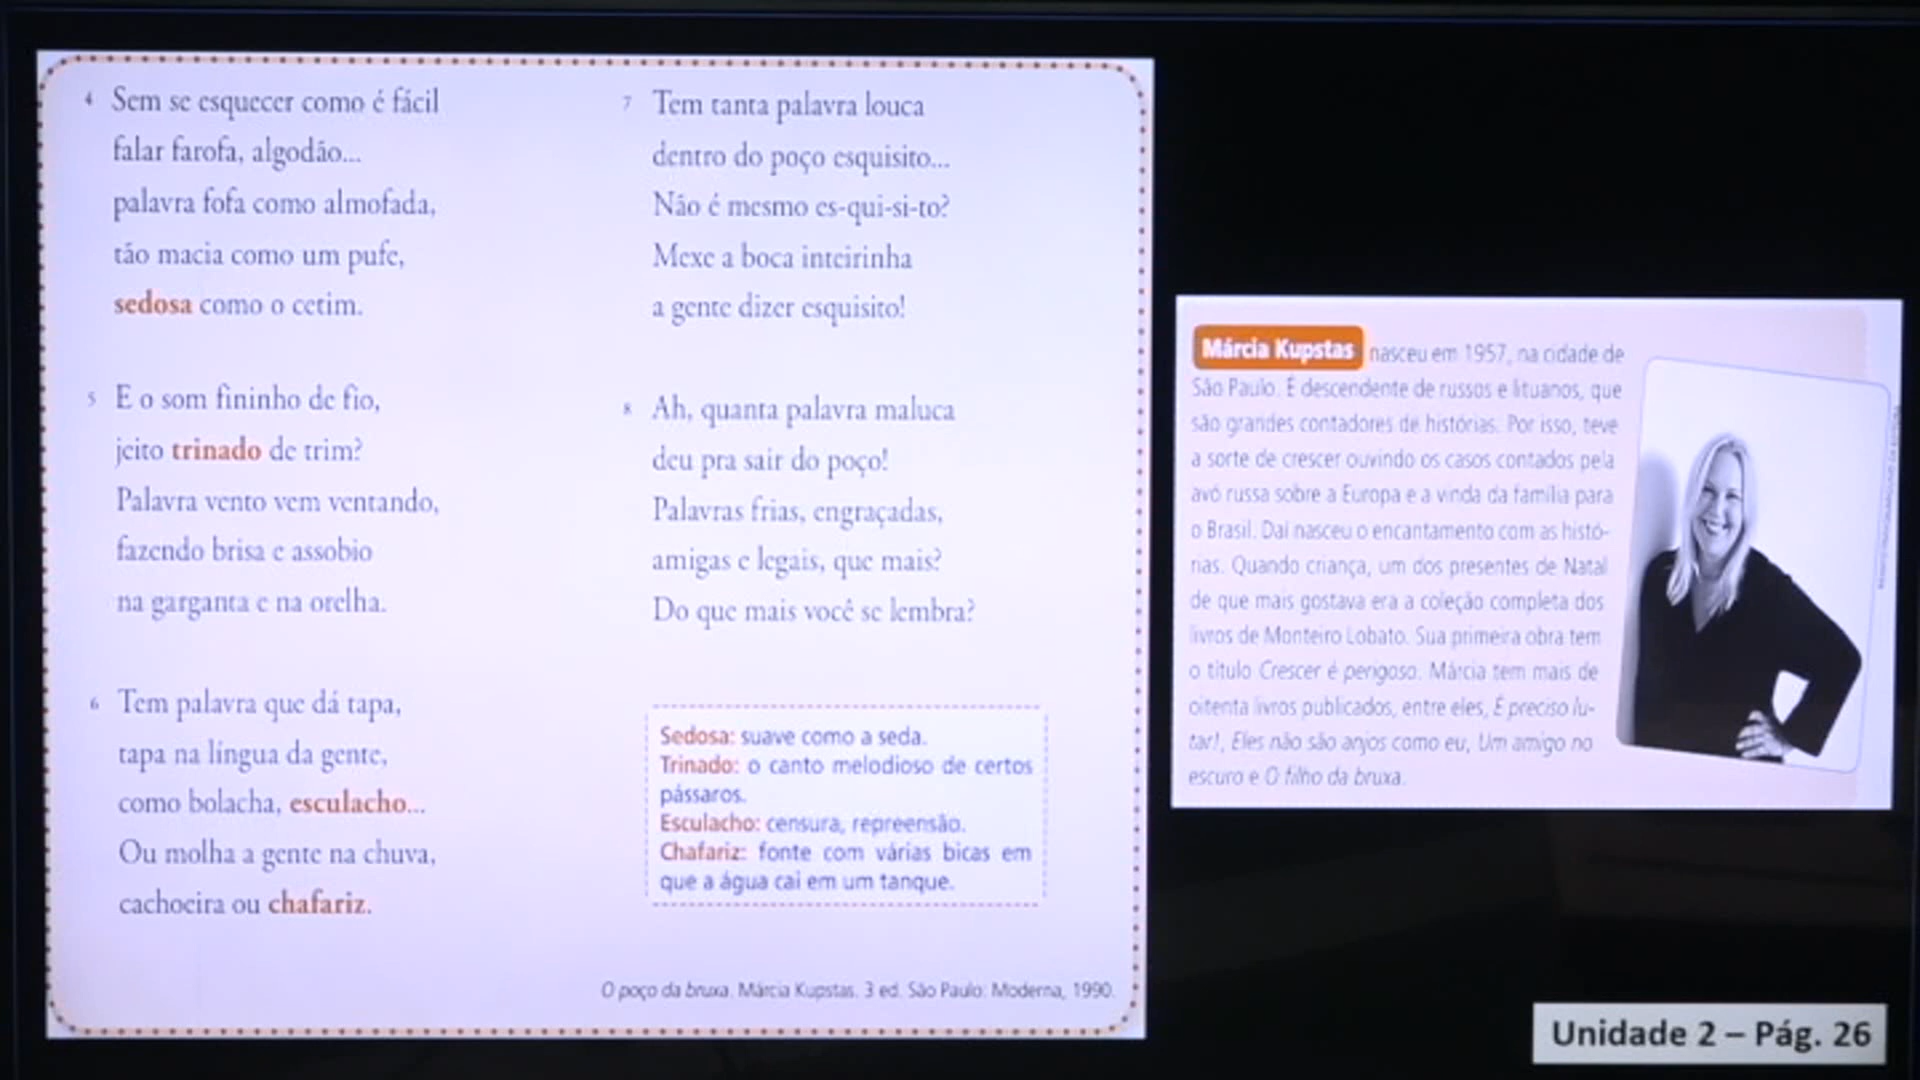 4 Sem se esquecer como é fácil
falar farofa, algodão...
palavra fofa como almofada,
tão macia como um pufe,
sedosa como o cetim.
5 E o som fininho de fio,
jeito trinado de trim?
Palavra vento vem ventando,
fazendo brisa e assobio
na garganta e na orelha.
6 Tem palavra que dá tapa,
tapa na língua da gente,
como bolacha, esculacho...
Ou molha a gente na chuva,
cachoeira ou chafariz.
7 Tem tanta palavra louca
dentro do poço esquisito...
Não é mesmo es-qui-si-to?
Mexe a boca inteirinha
a gente dizer esquisito!
8 Ah, quanta palavra maluca
deu pra sair do poço!
Palavras frias, engraçadas,
amigas e legais, que mais?
Do que mais você se lembra?
Sedosa: suave como a seda.
Trinado: o canto melodioso de certos
pássaros.
Esculacho: censura, repreensão.
Chafariz: fonte com várias bicas em
que a água cai em um tanque.
O poço da bruxa. Márcia Kupstas. 3 ed. São Paulo: Moderna, 1990.
Márcia Kupstas nasceu em 1957, na cidade de
São Paulo. É descendente de russos e lituanos, que
são grandes contadores de histórias. Por isso, teve
a sorte de crescer ouvindo os casos contados pela
avó russa sobre a Europa e a vinda da família para
o Brasil. Daí nasceu o encantamento com as histó-
rias. Quando criança, um dos presentes de Natal
de que mais gostava era a coleção completa dos
livros de Monteiro Lobato. Sua primeira obra tem
o título Crescer é perigoso. Márcia tem mais de
oitenta livros publicados, entre eles, É preciso lu-
tar!, Eles não são anjos como eu, Um amigo no
escuro e O filho da bruxa.
Unidade 2 – Pág. 26